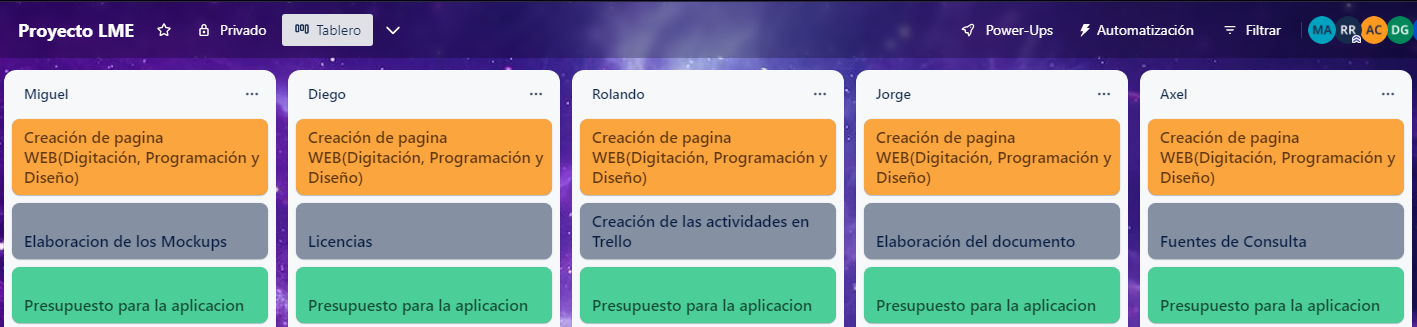 Proyecto LME
Privado
Tablero
Power-Ups
Automatización
Filtrar
MA
RR
AC
DG
Miguel
Creación de pagina
WEB(Digitación, Programación y
Diseño)
Elaboracion de los Mockups
Presupuesto para la aplicacion
Diego
Creación de pagina
WEB(Digitación, Programación y
Diseño)
Licencias
Presupuesto para la aplicacion
Rolando
Creación de pagina
WEB(Digitación, Programación y
Diseño)
Creación de las actividades en
Trello
Presupuesto para la aplicacion
Jorge
Creación de pagina
WEB(Digitación, Programación y
Diseño)
Elaboración del documento
Presupuesto para la aplicacion
Axel
Creación de pagina
WEB(Digitación, Programación y
Diseño)
Fuentes de Consulta
Presupuesto para la aplicacion